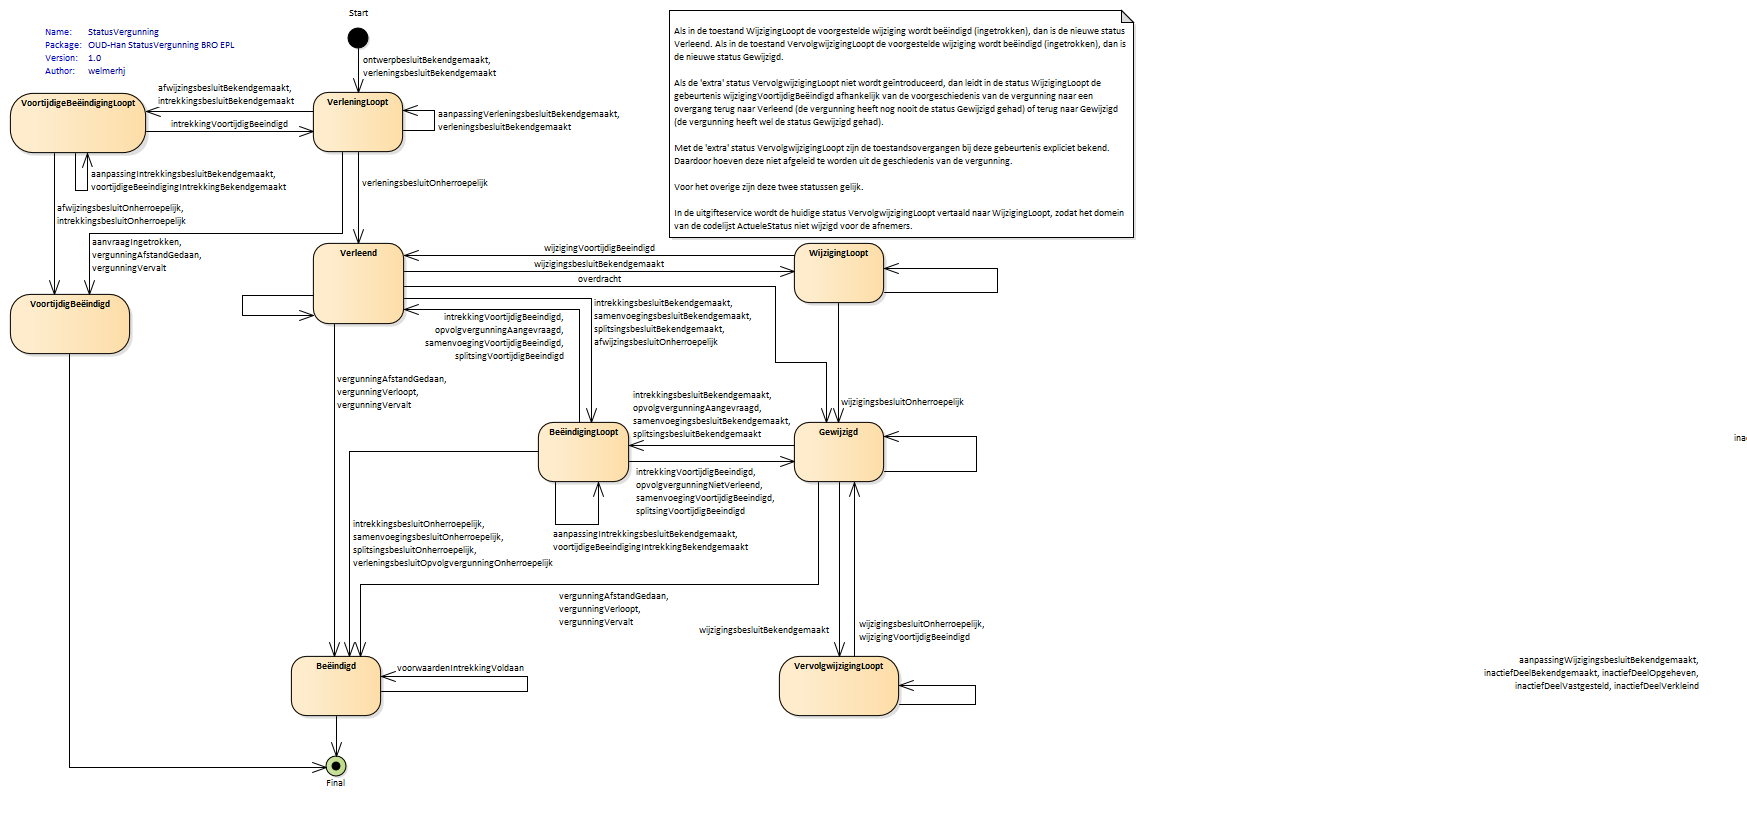 Start
Name: StatusVergunning
Package: OUD-Han StatusVergunning BRO EPL
Version: 1.0
Author: welmerhj
Als in de toestand WijzigingLoopt de voorgestelde wijziging wordt beëindigd (ingetrokken), dan is de nieuwe status
Verleend. Als in de toestand VervolgwijzigingLoopt de voorgestelde wijziging wordt beëindigd (ingetrokken), dan is
de nieuwe status Gewijzigd.
Als de 'extra' status VervolgwijzigingLoopt niet wordt geïntroduceerd, dan leidt in de status WijzigingLoopt de
gebeurtenis wijzigingVoortijdigBeëindigd afhankelijk van de voorgeschiedenis van de vergunning naar een
overgang terug naar Verleend (de vergunning heeft nog nooit de status Gewijzigd gehad) of terug naar Gewijzigd
(de vergunning heeft wel de status Gewijzigd gehad).
Met de 'extra' status VervolgwijzigingLoopt zijn de toestandsovergangen bij deze gebeurtenis expliciet bekend.
Daardoor hoeven deze niet afgeleid te worden uit de geschiedenis van de vergunning.
Voor het overige zijn deze twee statussen gelijk.
In de uitgifteservice wordt de huidige status VervolgwijzigingLoopt vertaald naar WijzigingLoopt, zodat het domein
van de codelijst ActueleStatus niet wijzigd voor de afnemers.
ontwerpbesluitBekendgemaakt,
verleningsbesluitBekendgemaakt
VoortijdigeBeëindigingLoopt
afwijzingsbesluitBekendgemaakt,
intrekkingsbesluitBekendgemaakt
intrekkingVoortijdigBeeindigd
VerleningLoopt
aanpassingVerleningsbesluitBekendgemaakt,
verleningsbesluitBekendgemaakt
aanpassingIntrekkingsbesluitBekendgemaakt,
voortijdigeBeeindigingIntrekkingBekendgemaakt
verleningsbesluitOnherroepelijk
afwijzingsbesluitOnherroepelijk,
intrekkingsbesluitOnherroepelijk
aanvraagIngetrokken,
vergunningAfstandGedaan,
vergunningVervalt
Verleend
wijzigingVoortijdigBeeindigd
wijzigingsbesluitBekendgemaakt
overdracht
WijzigingLoopt
VoortijdigBeëindigd
intrekkingVoortijdigBeeindigd,
opvolgvergunningAangevraagd,
samenvoegingVoortijdigBeeindigd,
splitsingVoortijdigBeeindigd
intrekkingsbesluitBekendgemaakt,
samenvoegingsbesluitBekendgemaakt,
splitsingsbesluitBekendgemaakt,
afwijzingsbesluitOnherroepelijk
vergunningAfstandGedaan,
vergunningVerloopt,
vergunningVervalt
intrekkingsbesluitBekendgemaakt,
opvolgvergunningAangevraagd,
samenvoegingsbesluitBekendgemaakt,
splitsingsbesluitBekendgemaakt
wijzigingsbesluitOnherroepelijk
BeëindigingLoopt
Gewijzigd
intrekkingVoortijdigBeeindigd,
opvolgvergunningNietVerleend,
samenvoegingVoortijdigBeeindigd,
splitsingVoortijdigBeeindigd
intrekkingsbesluitOnherroepelijk,
samenvoegingsbesluitOnherroepelijk,
splitsingsbesluitOnherroepelijk,
verleningsbesluitOpvolgvergunningOnherroepelijk
aanpassingIntrekkingsbesluitBekendgemaakt,
voortijdigeBeeindigingIntrekkingBekendgemaakt
vergunningAfstandGedaan,
vergunningVerloopt,
vergunningVervalt
wijzigingsbesluitBekendgemaakt
wijzigingsbesluitOnherroepelijk,
wijzigingVoortijdigBeeindigd
Beëindigd
voorwaardenIntrekkingVoldaan
VervolgwijzigingLoopt
aanpassingWijzigingsbesluitBekendgemaakt,
inactiefDeelBekendgemaakt, inactiefDeelOpgeheven,
inactiefDeelVastgesteld, inactiefDeelVerkleind
Final